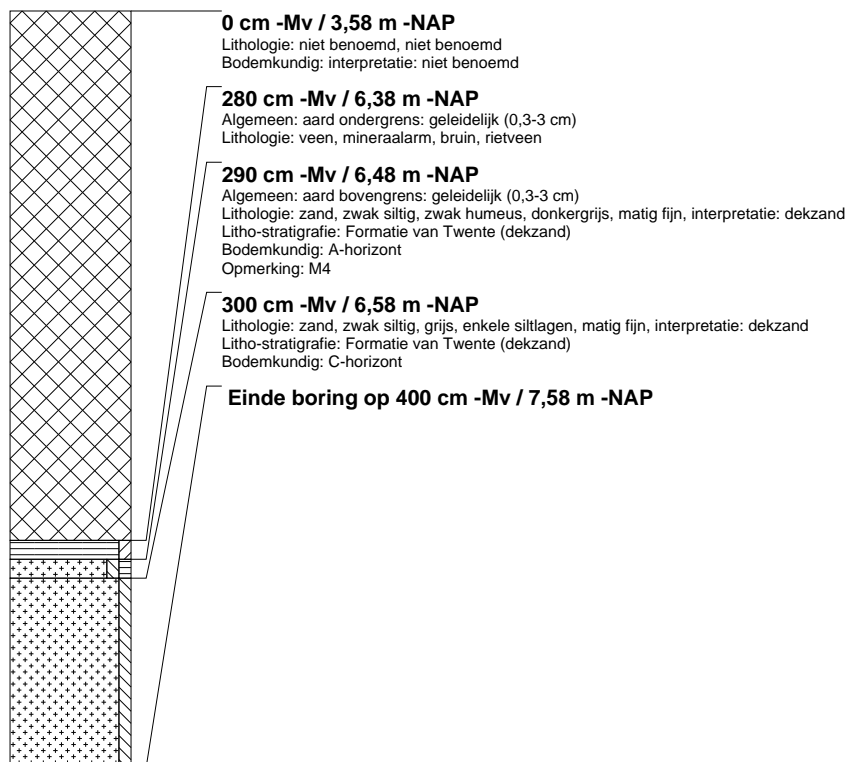 0 cm -Mv / 3,58 m -NAP
Lithologie: niet benoemd, niet benoemd
Bodemkundig: interpretatie: niet benoemd
280 cm -Mv / 6,38 m -NAP
Algemeen: aard ondergrens: geleidelijk (0,3-3 cm)
Lithologie: veen, mineraalarm, bruin, rietveen
290 cm -Mv / 6,48 m -NAP
Algemeen: aard bovengrens: geleidelijk (0,3-3 cm)
Lithologie: zand, zwak siltig, zwak humeus, donkergrijs, matig fijn, interpretatie: dekzand
Litho-stratigrafie: Formatie van Twente (dekzand)
Bodemkundig: A-horizont
Opmerking: M4
300 cm -Mv / 6,58 m -NAP
Lithologie: zand, zwak siltig, grijs, enkele siltlagen, matig fijn, interpretatie: dekzand
Litho-stratigrafie: Formatie van Twente (dekzand)
Bodemkundig: C-horizont
Einde boring op 400 cm -Mv / 7,58 m -NAP